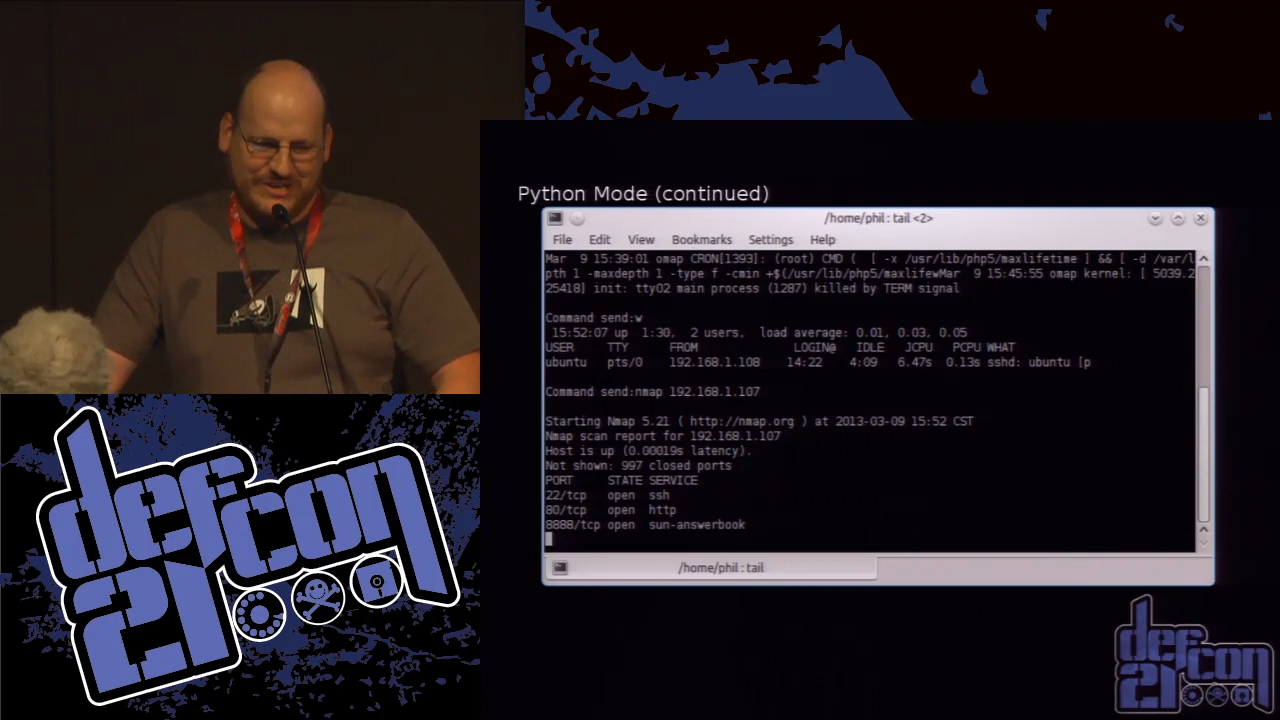 Python Mode (continued)
/home/phil : tail <2>
File Edit View Bookmarks Settings Help
Mar  9 15:39:01 omap CRON[1393]: (root) CMD (  [ -x /usr/lib/php5/maxlifetime ] && [ -d /var/l
pth 1 -maxdepth 1 -type f -cmin +$(/usr/lib/php5/maxlifewMar  9 15:45:55 omap kernel: [ 5039.2
25418] init: tty02 main process (1287) killed by TERM signal
Command send:w
15:52:07 up  1:30,  2 users,  load average: 0.01, 0.03, 0.05
USER     TTY      FROM              LOGIN@   IDLE   JCPU   PCPU WHAT
ubuntu   pts/0    192.168.1.108    14:22    4:09   6.47s  0.13s sshd: ubuntu [p
Command send:nmap 192.168.1.107
Starting Nmap 5.21 ( http://nmap.org ) at 2013-03-09 15:52 CST
Nmap scan report for 192.168.1.107
Host is up (0.00019s latency).
Not shown: 997 closed ports
PORT     STATE SERVICE
22/tcp   open  ssh
80/tcp   open  http
8888/tcp open  sun-answerbook
/home/phil : tail
defcon
21
defcon
21